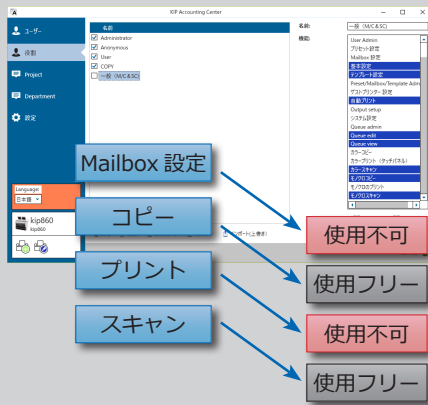 KIP Accounting Center
ユーザー
役割
Project
Department
設定
名前
Administrator
Anonymous
User
COPY
一般（M/C＆SC)
名前:
一般（M/C＆SC)
機能:
User Admin
プリセット設定
Mailbox 設定
基本設定
テンプレート設定
Preset/Mailbox/Template Adm
ゲストプリンター 設定
自動プリント
Output setup
システム設定
Queue admin
Queue edit
Queue view
カラーコピー
カラープリント（タッチパネル）
カラースキャン
モノクロコピー
モノクロプリント
モノクロスキャン
Language:
日本語
kip860
kip860
ンポート(上書き)
Mailbox 設定
使用不可
コピー
使用フリー
プリント
使用不可
スキャン
使用フリー